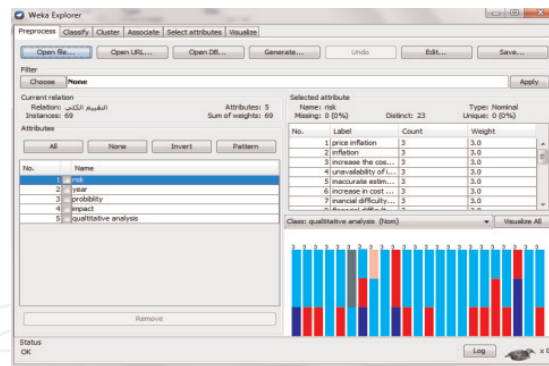 Weka Explorer
Preprocess Classify Cluster Associate Select attributes Visualize
Open file... Open URL... Open DB... Generate... Undo Edit... Save...
Filter
Choose None Apply
Current relation
Relation: التقييم الكلى Attributes: 5
Instances: 69 Sum of weights: 69
Attributes
All None Invert Pattern
No. Name
1 risk
2 year
3 probiblity
4 impact
5 qualtitative analysis
Remove
Selected attribute
Name: risk Type: Nominal
Missing: 0 (0%) Distinct: 23 Unique: 0 (0%)
No. Label Count Weight
1 price inflation 3 3.0
2 inflation 3 3.0
3 increase the cos... 3 3.0
4 unavailability of i... 3 3.0
5 inaccurate estim... 3 3.0
6 increase in cost ... 3 3.0
7 inancial difficulty... 3 3.0
Class: qualtitative analysis (Nom) Visualize All
Status
OK
Log x 0